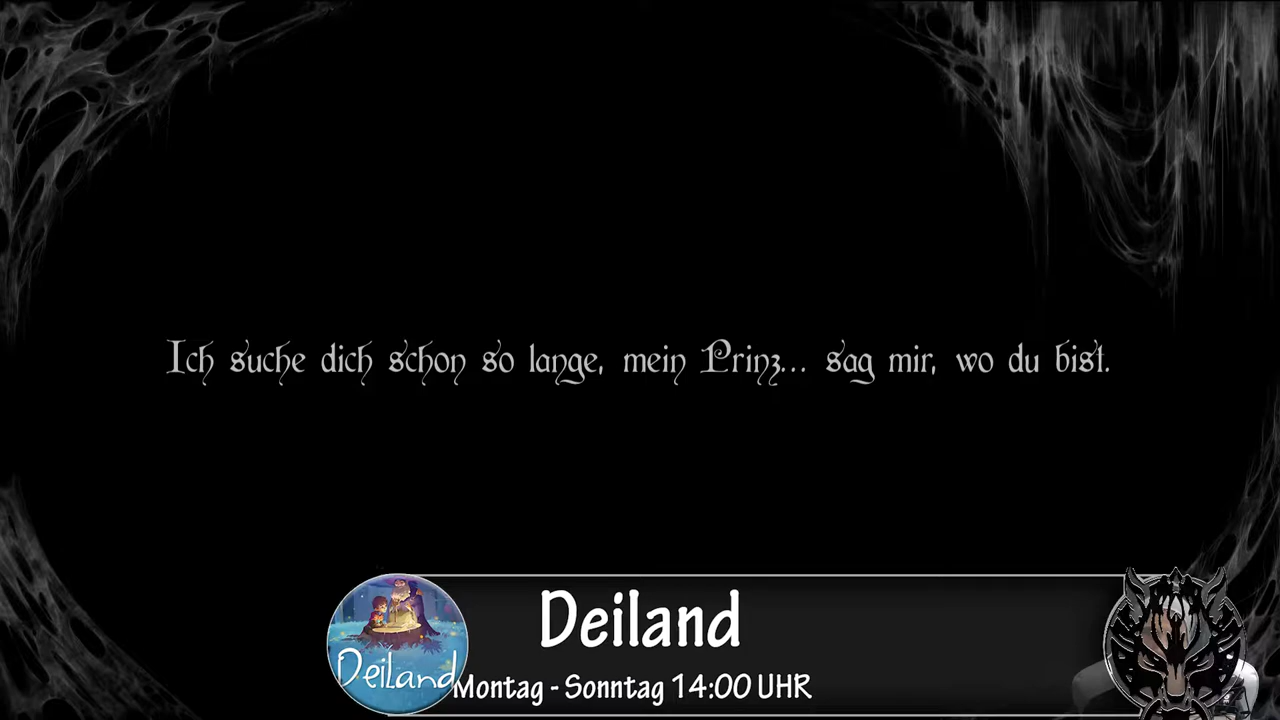 Ich suche dich schon so lange, mein Prinz... sag mir, wo du bist.
Deiland
Deiland
Montag - Sonntag 14:00 UHR